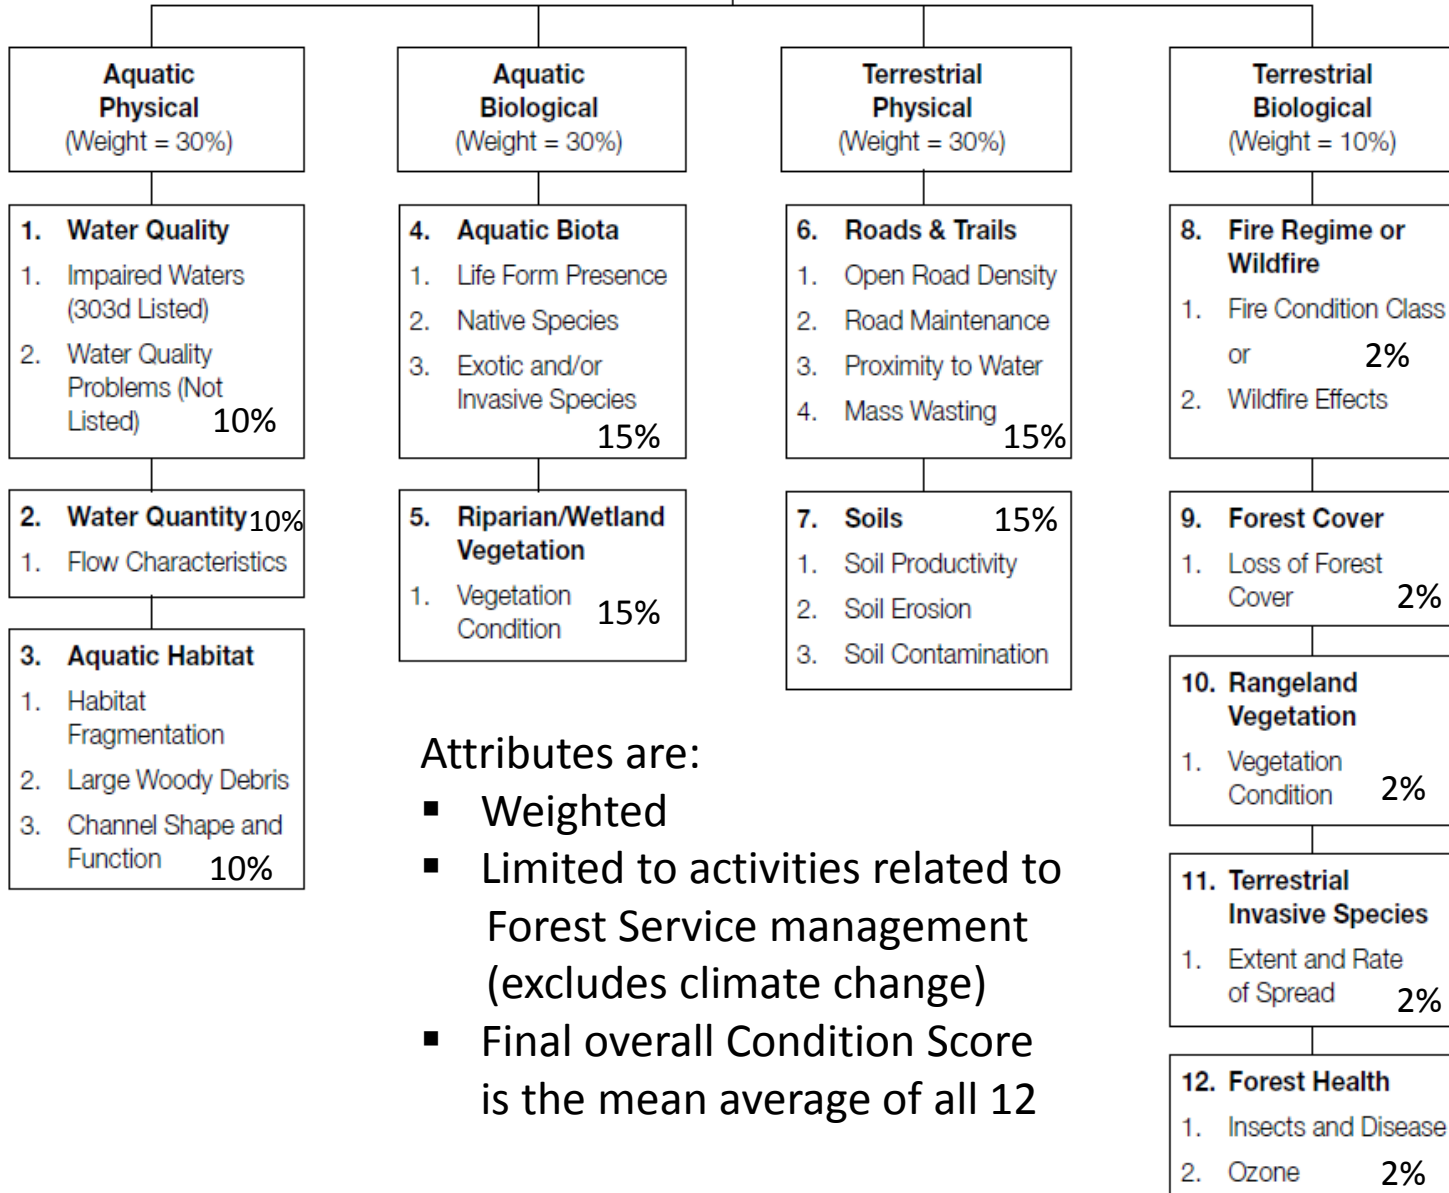 Aquatic
Physical
(Weight = 30%)
1. Water Quality
1. Impaired Waters
(303d Listed)
2. Water Quality
Problems (Not
Listed) 10%
2. Water Quantity 10%
1. Flow Characteristics
3. Aquatic Habitat
1. Habitat
Fragmentation
2. Large Woody Debris
3. Channel Shape and
Function 10%
Aquatic
Biological
(Weight = 30%)
4. Aquatic Biota
1. Life Form Presence
2. Native Species
3. Exotic and/or
Invasive Species
15%
5. Riparian/Wetland
Vegetation
1. Vegetation
Condition 15%
Terrestrial
Physical
(Weight = 30%)
6. Roads & Trails
1. Open Road Density
2. Road Maintenance
3. Proximity to Water
4. Mass Wasting
15%
7. Soils 15%
1. Soil Productivity
2. Soil Erosion
3. Soil Contamination
Terrestrial
Biological
(Weight = 10%)
8. Fire Regime or
Wildfire
1. Fire Condition Class
or 2%
2. Wildfire Effects
9. Forest Cover
1. Loss of Forest
Cover 2%
10. Rangeland
Vegetation
1. Vegetation
Condition 2%
11. Terrestrial
Invasive Species
1. Extent and Rate
of Spread 2%
12. Forest Health
1. Insects and Disease
2. Ozone 2%
Attributes are:
▪ Weighted
▪ Limited to activities related to
Forest Service management
(excludes climate change)
▪ Final overall Condition Score
is the mean average of all 12